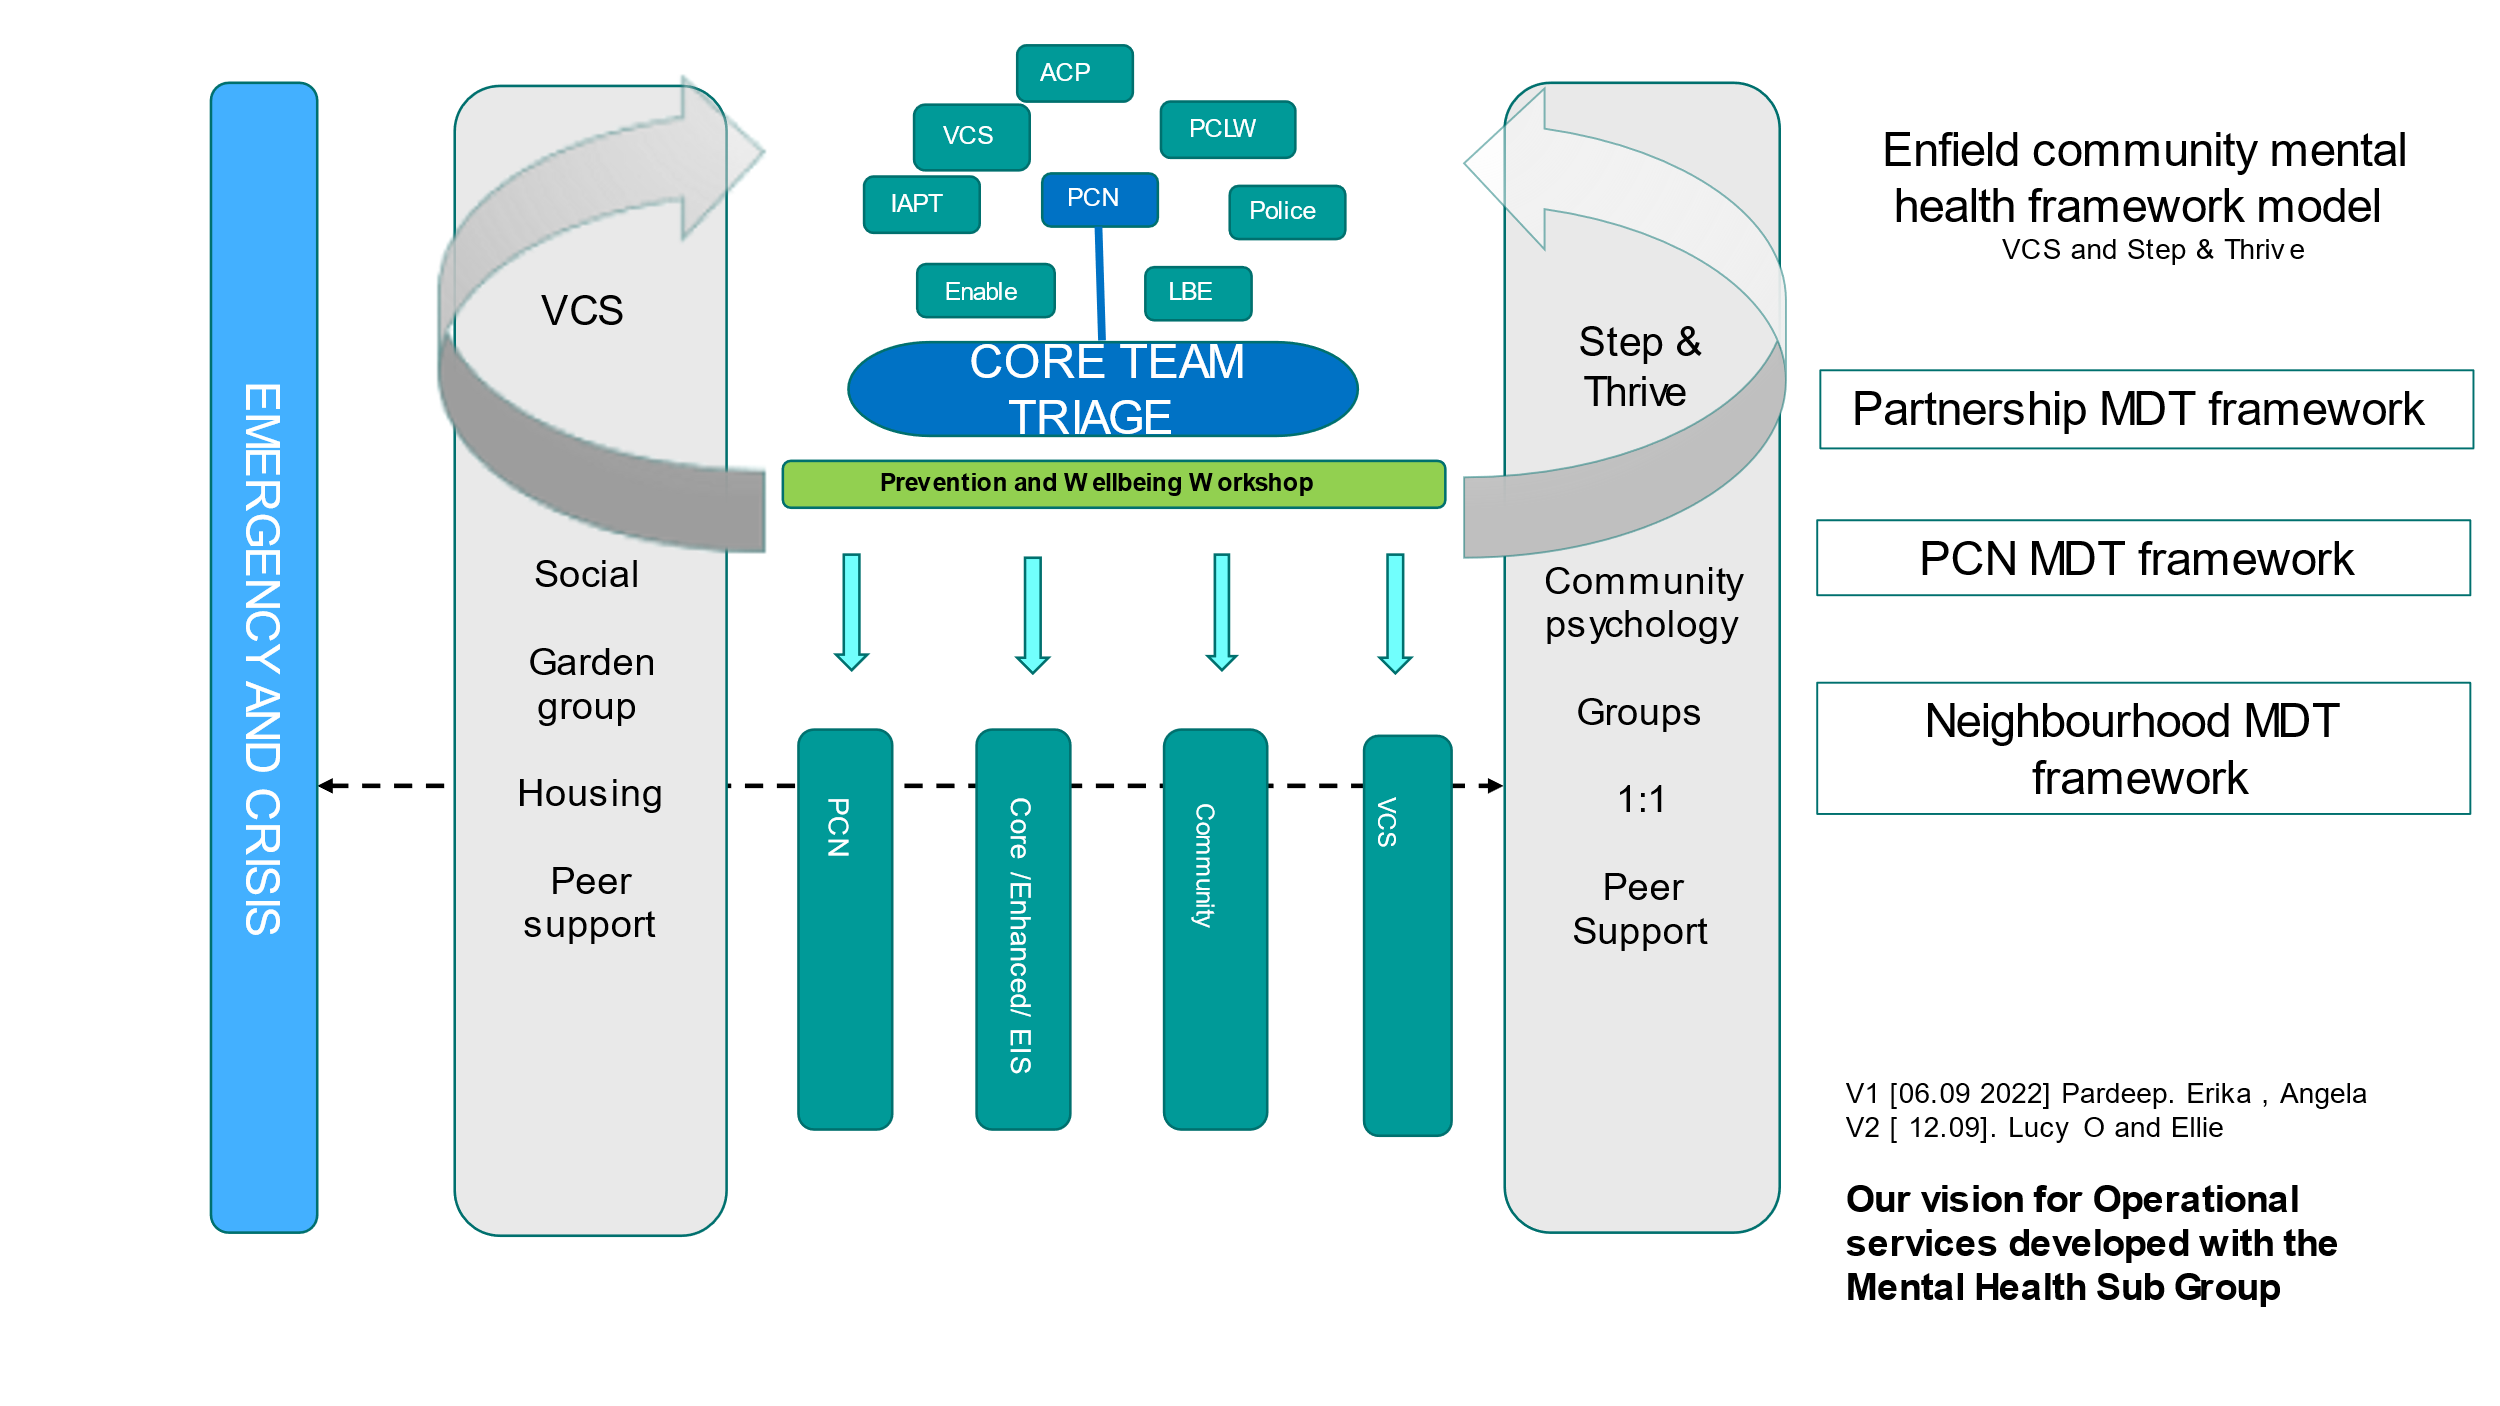 EMERGENCY AND CRISIS
VCS
Social
Garden
group
Housing
Peer
support
ACP
VCS
PCLW
IAPT
PCN
Police
Enable
LBE
CORE TEAM
TRIAGE
Prevention and Wellbeing Workshop
PCN
Core /Enhanced/ EIS
Community
VCS
Step &
Thrive
Community
psychology
Groups
1:1
Peer
Support
Enfield community mental
health framework model
VCS and Step & Thrive
Partnership MDT framework
PCN MDT framework
Neighbourhood MDT
framework
V1 [06.09 2022] Pardeep. Erika , Angela
V2 [ 12.09]. Lucy O and Ellie
Our vision for Operational
services developed with the
Mental Health Sub Group